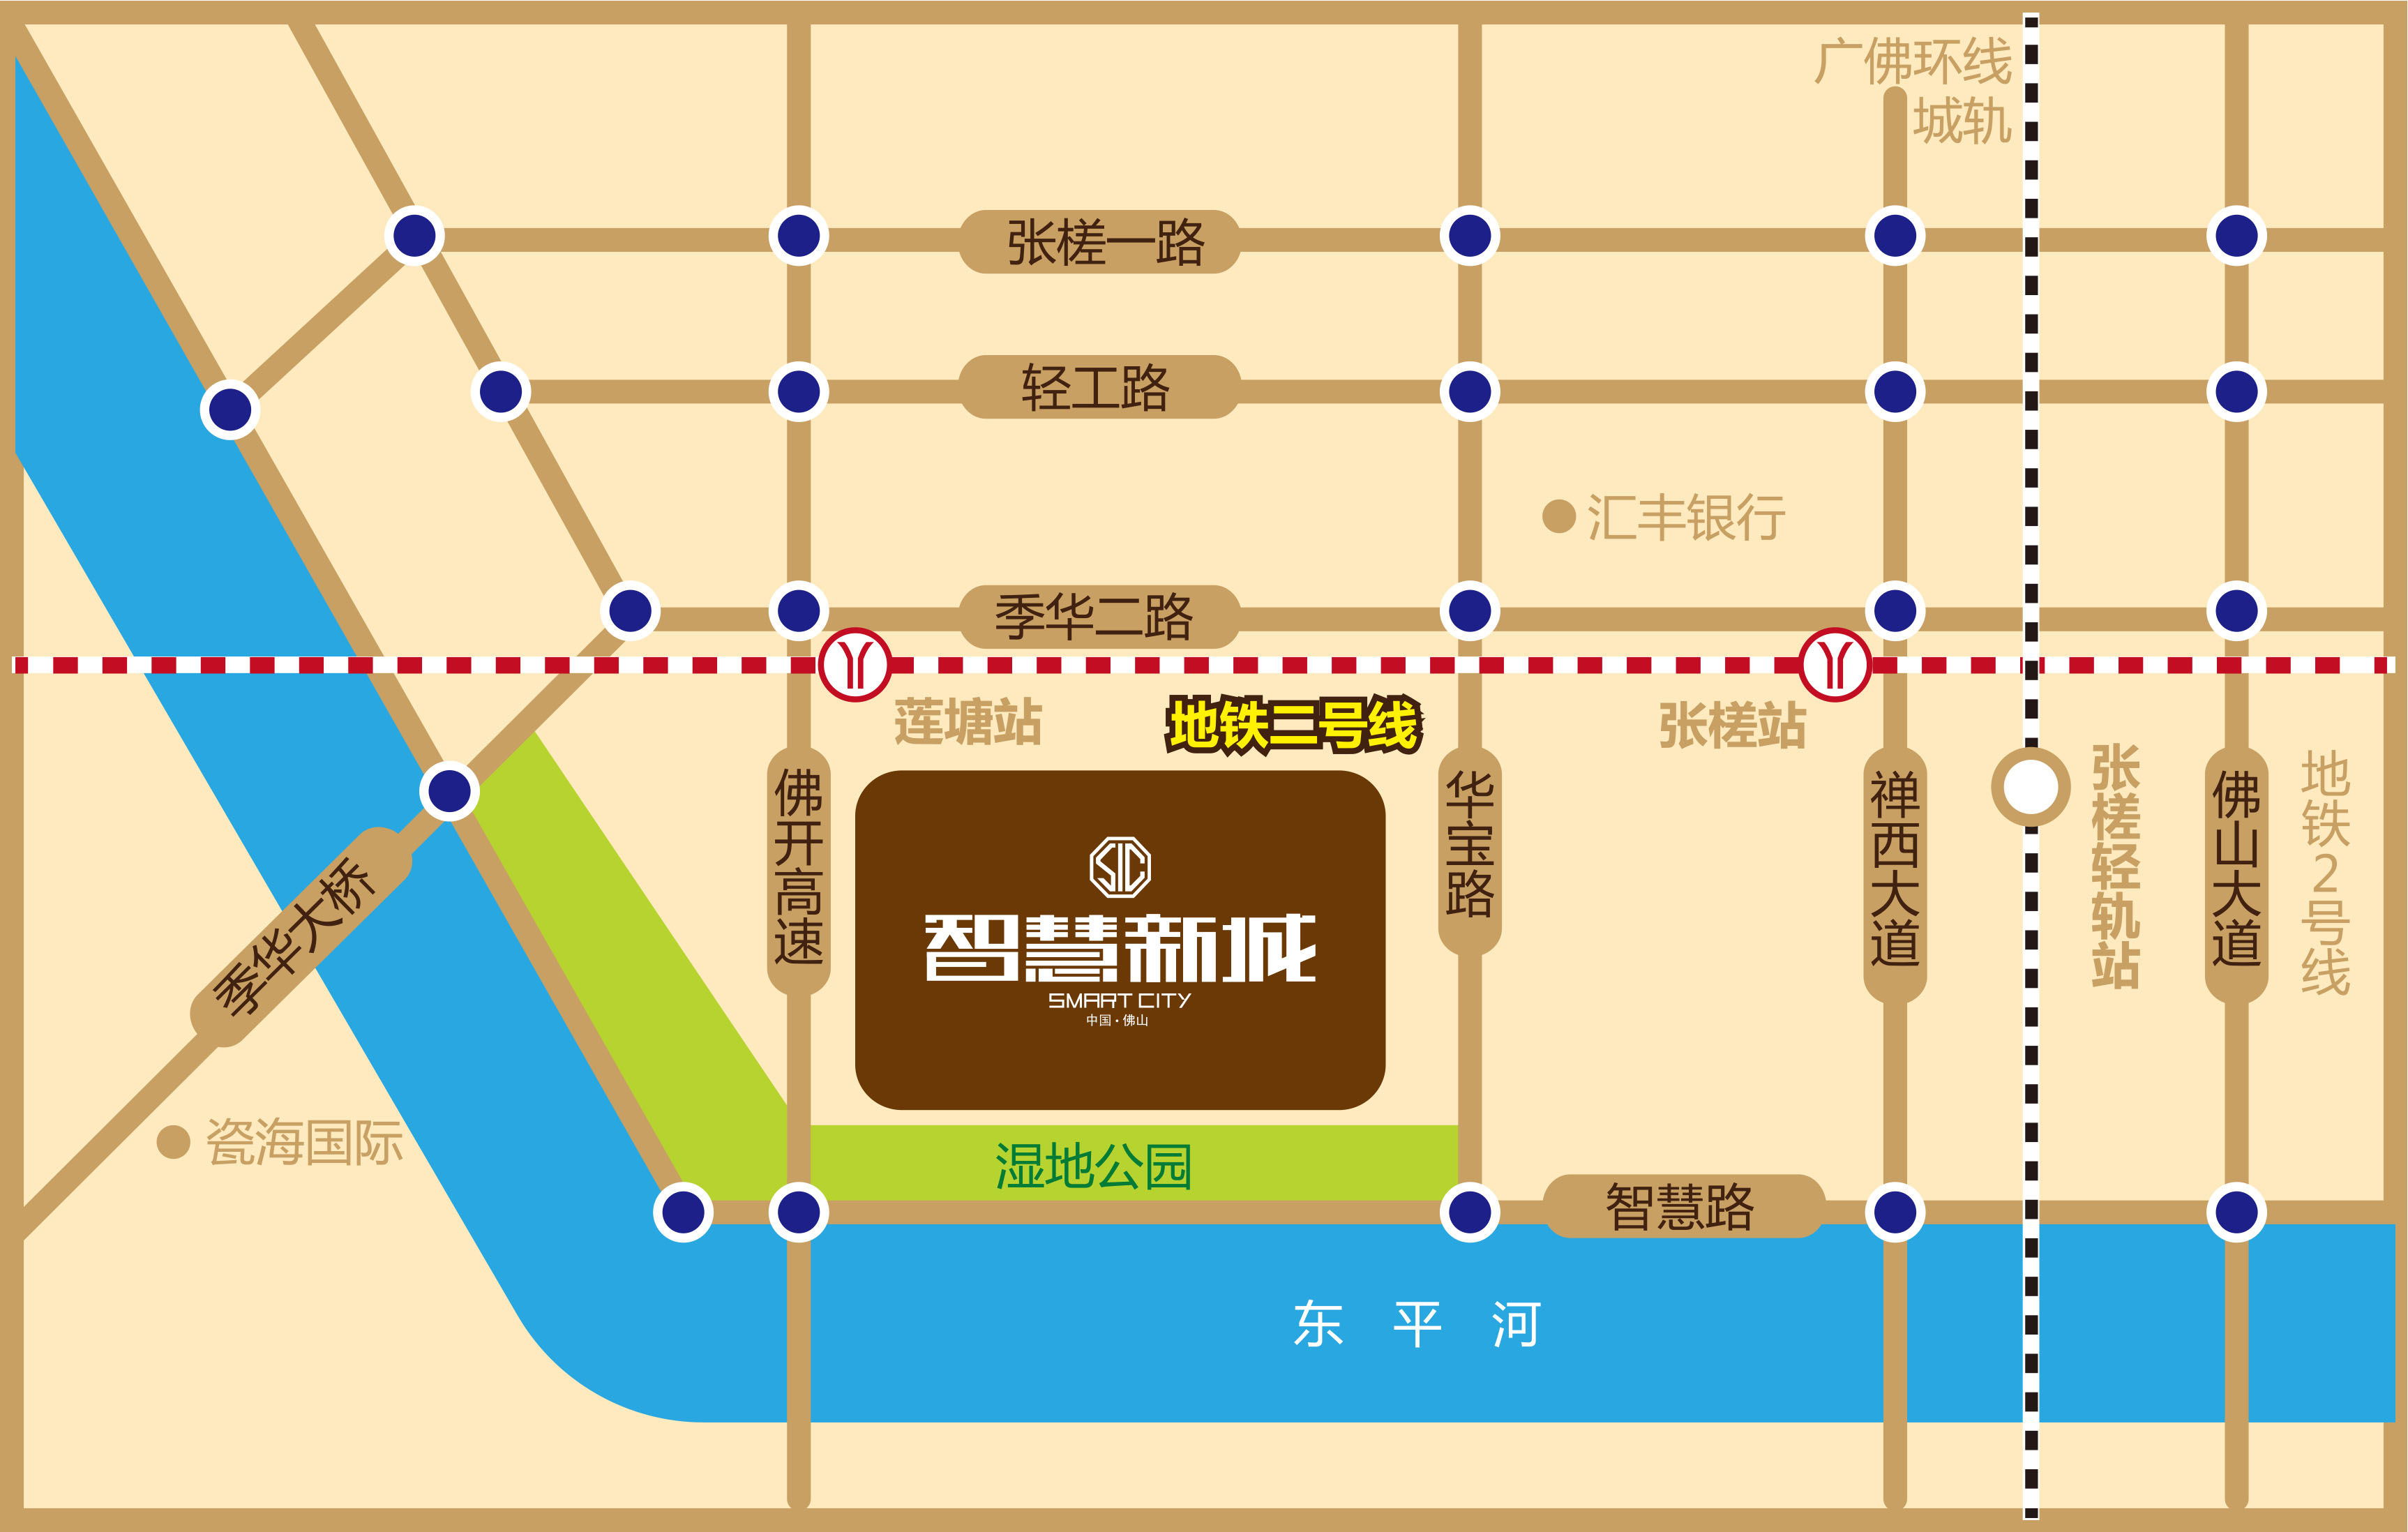 广佛环线
城轨
张槎一路
轻工路
汇丰银行
季华二路
莲塘站
地铁二号线
张槎站
佛开高速
华宝路
禅西大道
张槎轻轨站
佛山大道
地铁2号线
季华大桥
智慧新城
SMART CITY
中国·佛山
瓷海国际
湿地公园
智慧路
东平河